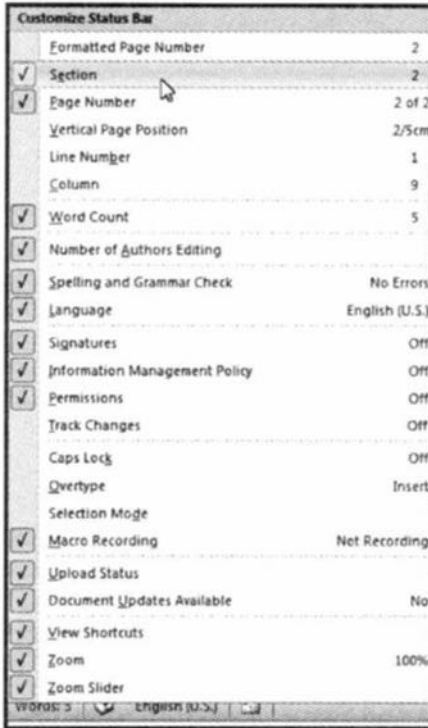 Customize Status Bar
Formatted Page Number 2
Section 2
Page Number 2 of 2
Vertical Page Position 2/5cm
Line Number 1
Column 9
Word Count 5
Number of Authors Editing
Spelling and Grammar Check No Errors
Language English (U.S.)
Signatures Off
Information Management Policy Off
Permissions Off
Track Changes Off
Caps Lock Off
Overtype Insert
Selection Mode
Macro Recording Not Recording
Upload Status
Document Updates Available No
View Shortcuts
Zoom 100%
Zoom Slider
Words: 5 English (U.S.)